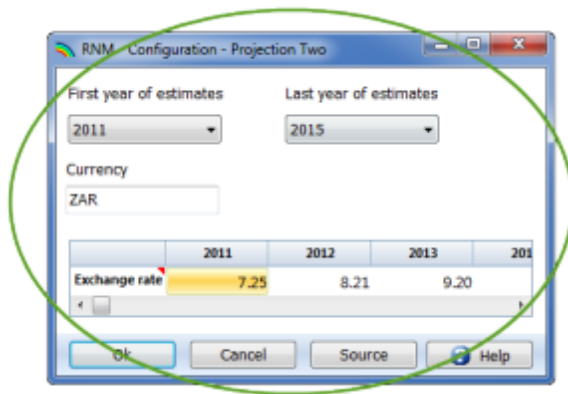 RNM - Configuration - Projection Two
First year of estimates Last year of estimates
2011 2015
Currency
ZAR
2011 2012 2013 201
Exchange rate 7.25 8.21 9.20
Ok Cancel Source Help